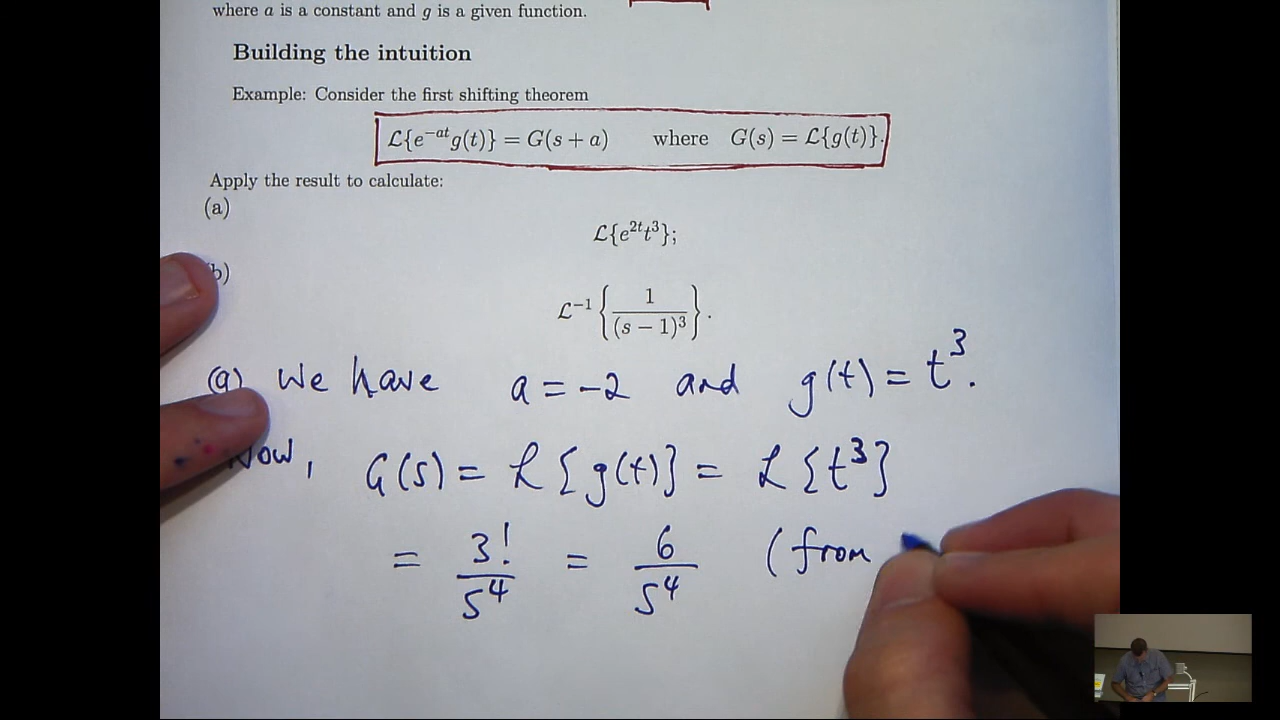 where a is a constant and g is a given function.
Building the intuition
Example: Consider the first shifting theorem
ℒ{e^{-at}g(t)} = G(s + a) where G(s) = ℒ{g(t)}.
Apply the result to calculate:
(a)
ℒ{e^{2t}t^3};
b)
ℒ^{-1}{1/(s − 1)^3}.
(a) We have a = -2 and g(t) = t^3.
Now, G(s) = ℒ{g(t)} = ℒ{t^3}
= 3!/s^4 = 6/s^4 (from